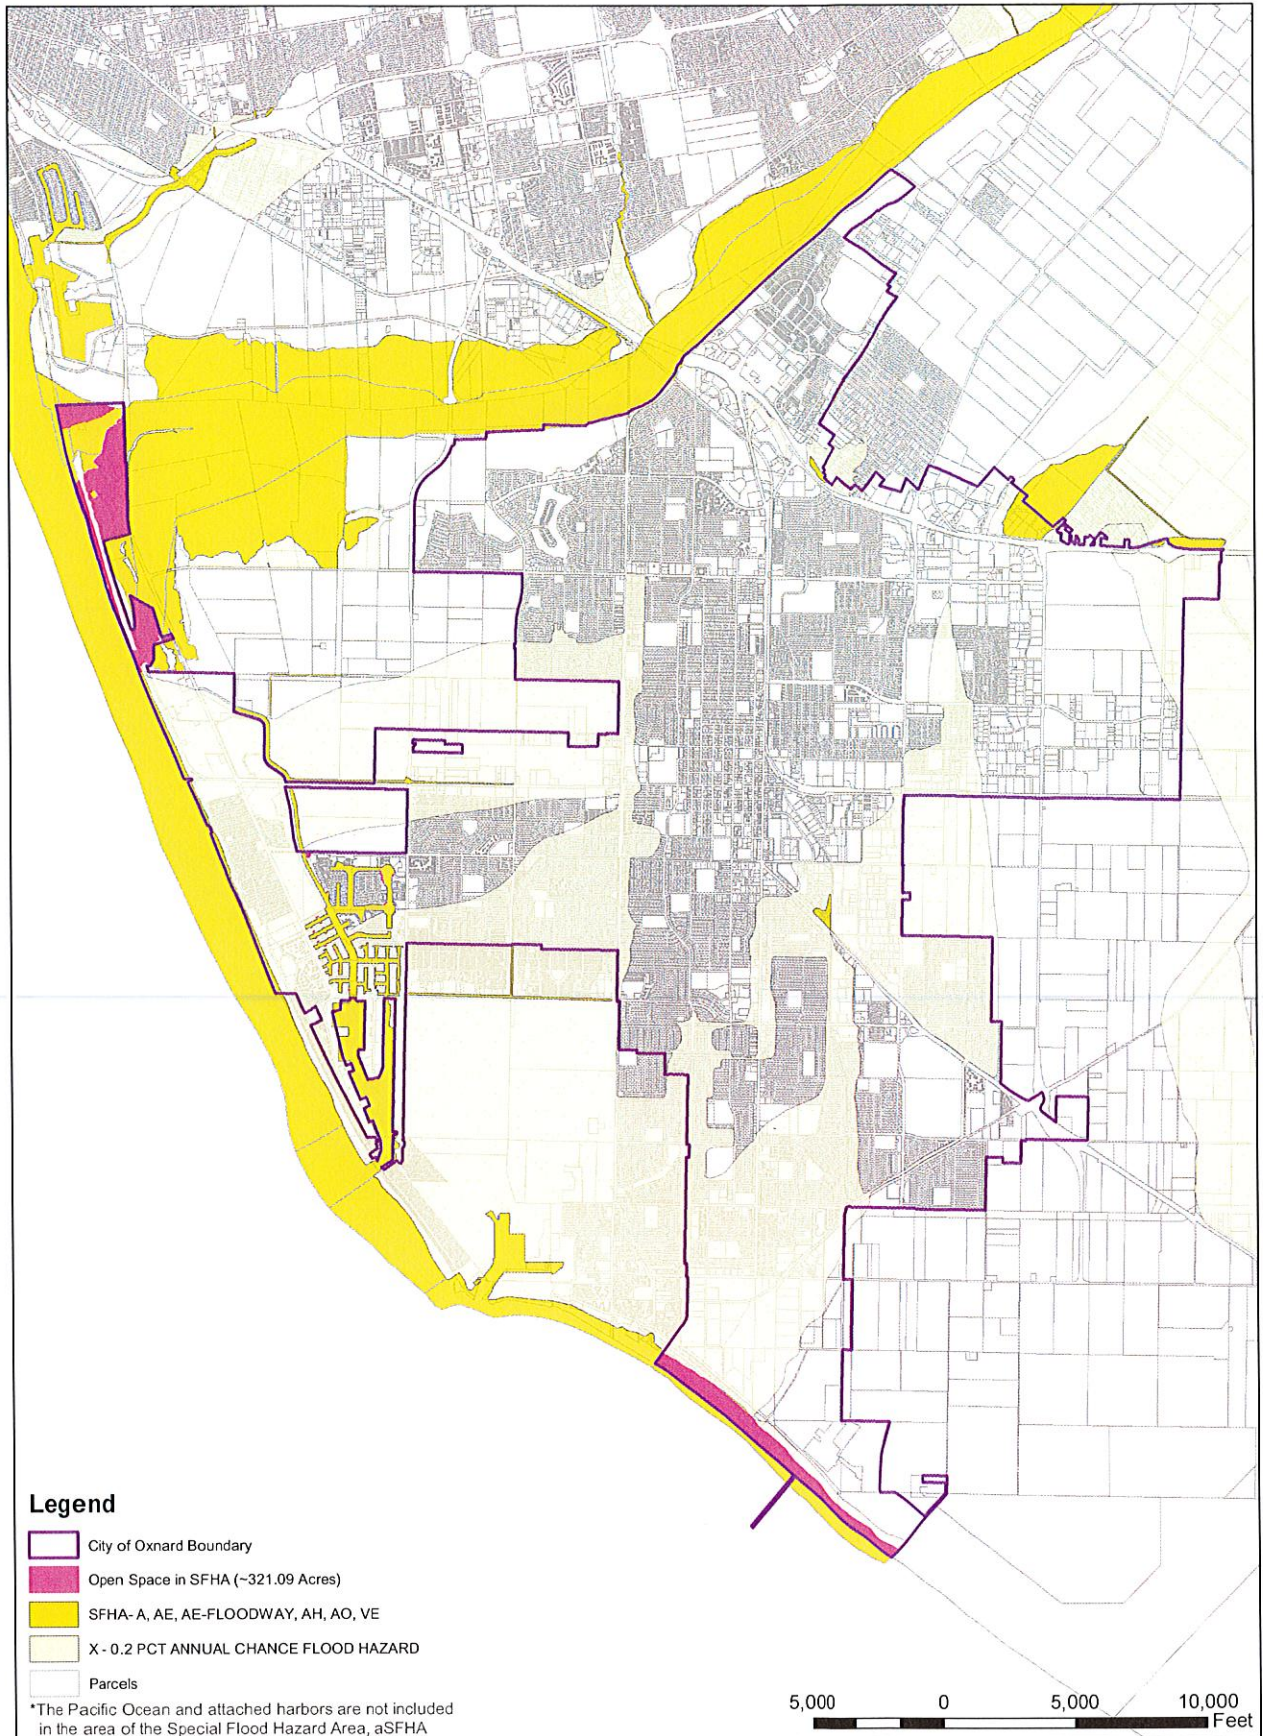 Legend
City of Oxnard Boundary
Open Space in SFHA (~321.09 Acres)
SFHA- A, AE, AE-FLOODWAY, AH, AO, VE
X - 0.2 PCT ANNUAL CHANCE FLOOD HAZARD
Parcels
*The Pacific Ocean and attached harbors are not included
in the area of the Special Flood Hazard Area, aSFHA
5,000 0 5,000 10,000
Feet